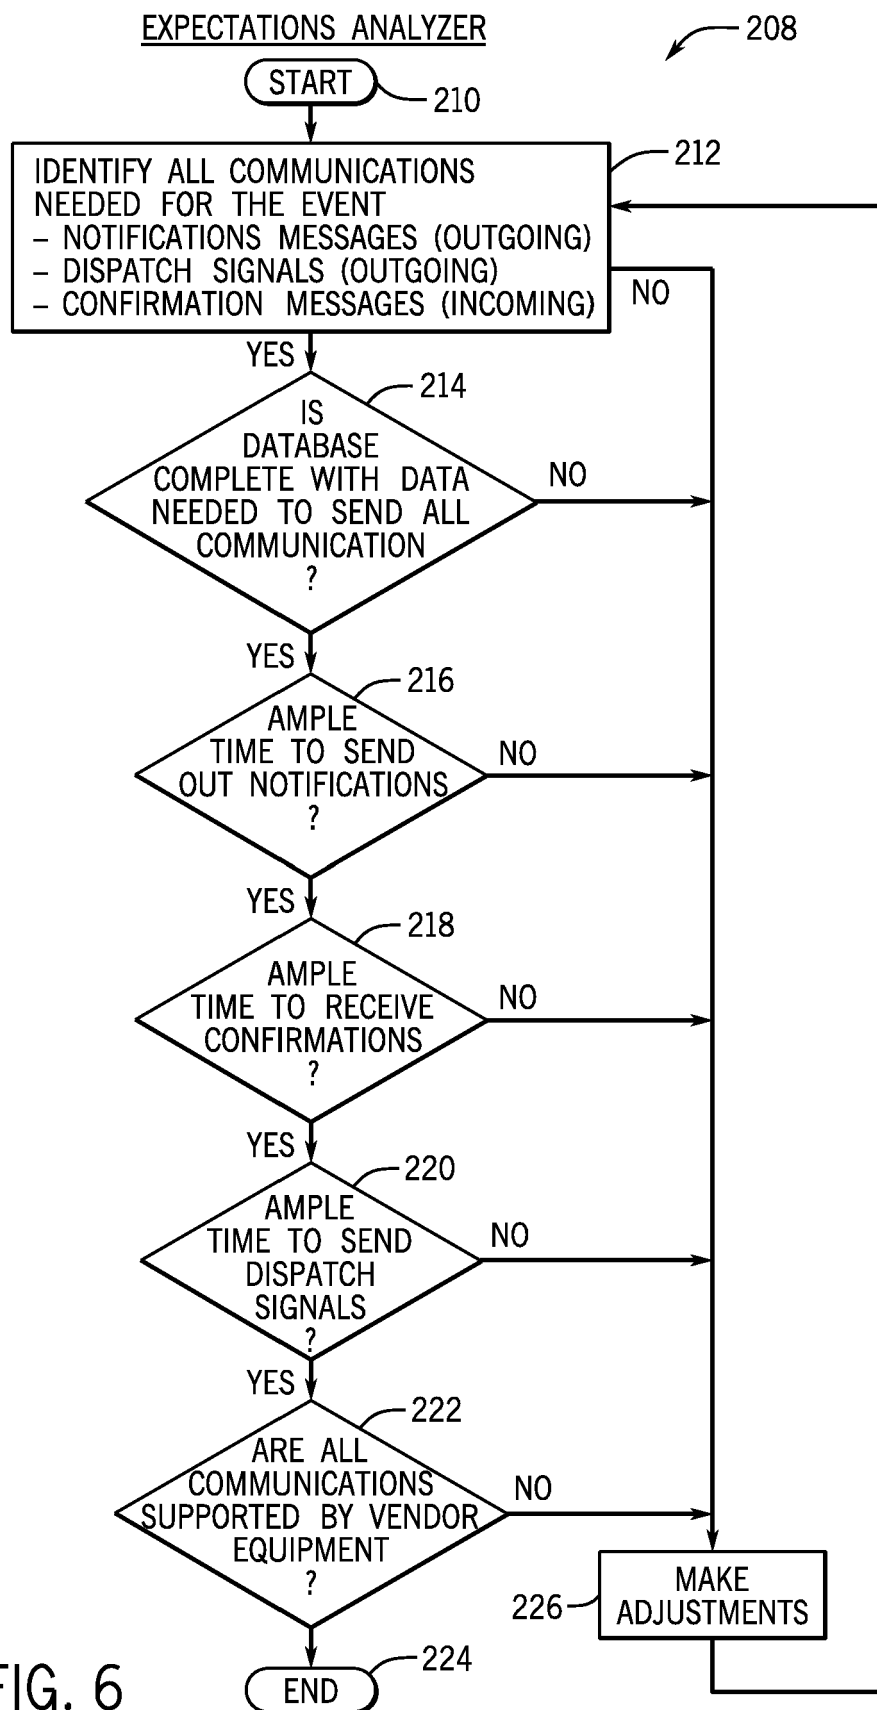 EXPECTATIONS ANALYZER
208
START
210
212
IDENTIFY ALL COMMUNICATIONS
NEEDED FOR THE EVENT
– NOTIFICATIONS MESSAGES (OUTGOING)
– DISPATCH SIGNALS (OUTGOING)
– CONFIRMATION MESSAGES (INCOMING)
NO
YES
214
IS
DATABASE
COMPLETE WITH DATA
NEEDED TO SEND ALL
COMMUNICATION
?
NO
YES
216
AMPLE
TIME TO SEND
OUT NOTIFICATIONS
?
NO
YES
218
AMPLE
TIME TO RECEIVE
CONFIRMATIONS
?
NO
YES
220
AMPLE
TIME TO SEND
DISPATCH
SIGNALS
?
NO
YES
222
ARE ALL
COMMUNICATIONS
SUPPORTED BY VENDOR
EQUIPMENT
?
NO
MAKE
ADJUSTMENTS
226
224
END
FIG. 6